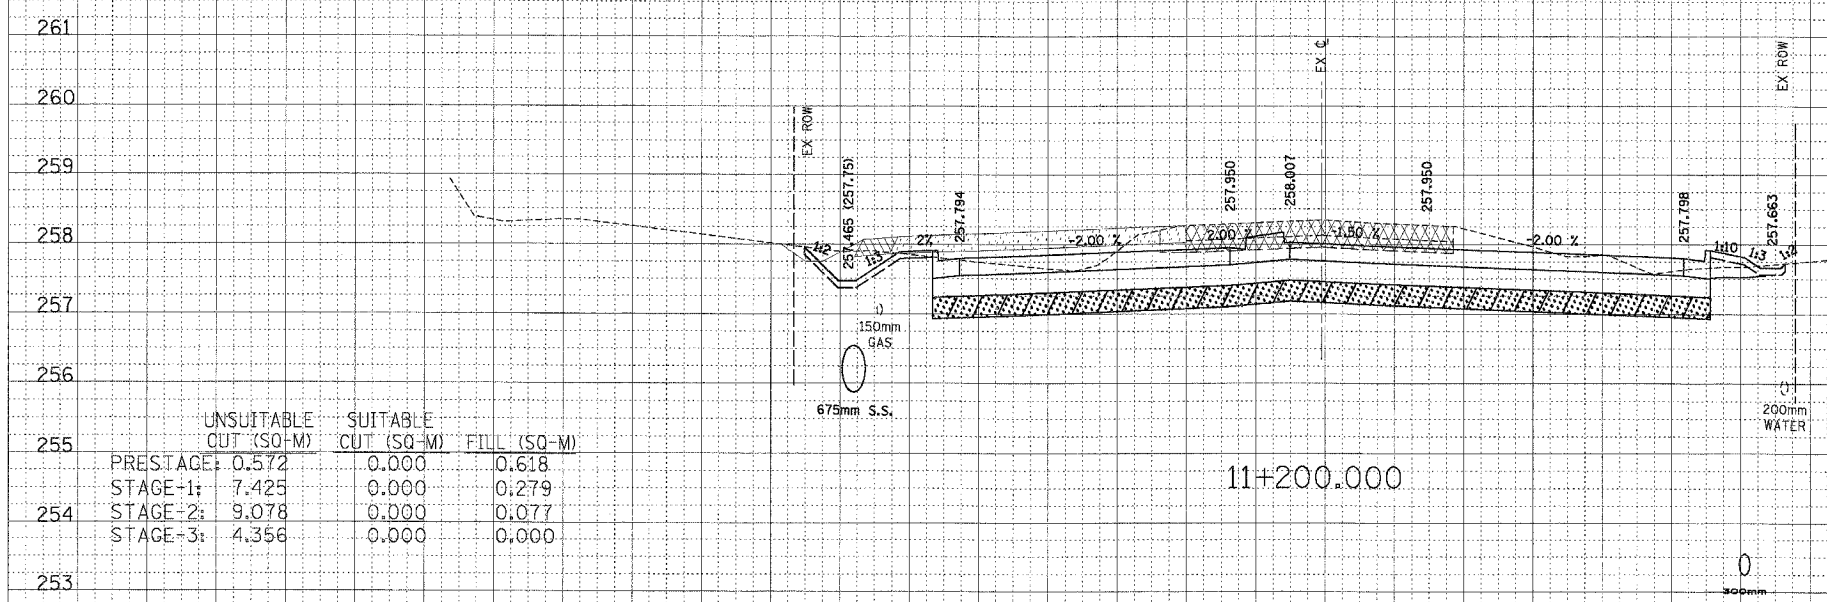 261
260
259
258
257
256
255
254
253
EX ROW
EX ℄
EX ROW
257.465 (257.75)
257.794
257.950
258.007
257.950
257.798
257.663
1:2
1:3
2%
-2.00 %
2.00 %
-1.50 %
-2.00 %
1:10
1:3
1:2
150mm
GAS
675mm S.S.
200mm
WATER
300mm
11+200.000
UNSUITABLE SUITABLE
CUT (SQ-M) CUT (SQ-M) FILL (SQ-M)
PRESTAGE: 0.572 0.000 0.618
STAGE-1: 7.425 0.000 0.279
STAGE-2: 9.078 0.000 0.077
STAGE-3: 4.356 0.000 0.000